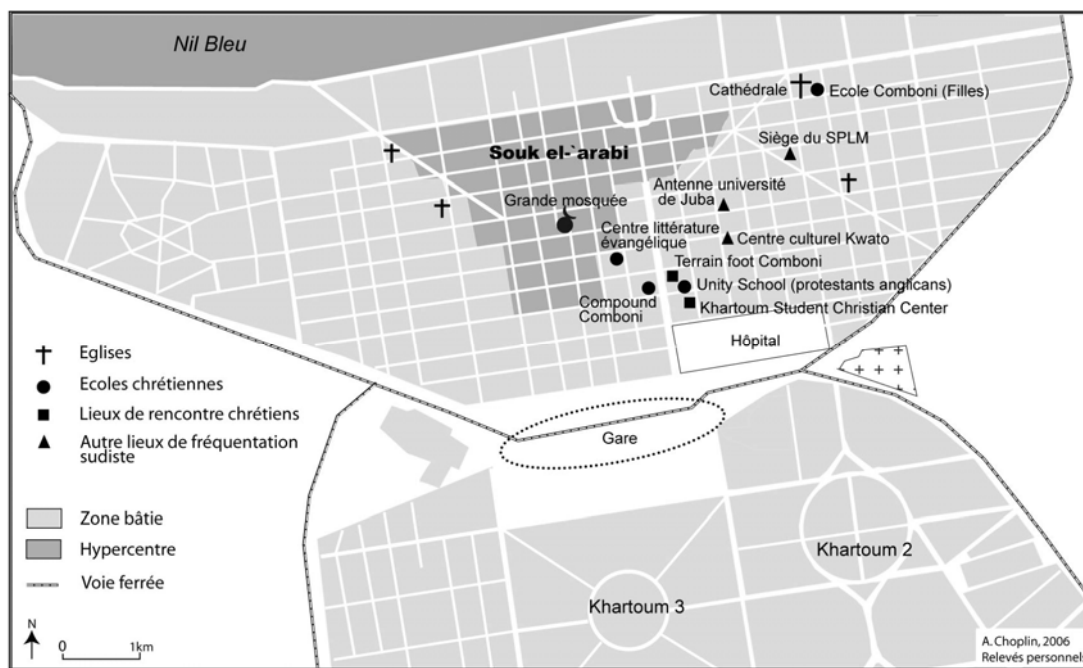 Nil Bleu
Cathédrale
Ecole Comboni (Filles)
Siège du SPLM
Souk el-`arabi
Antenne université
de Juba
Grande mosquée
Centre littérature
évangélique
Centre culturel Kwato
Terrain foot Comboni
Unity School (protestants anglicans)
Compound
Comboni
Khartoum Student Christian Center
Hôpital
Gare
Khartoum 2
Khartoum 3
Eglises
Ecoles chrétiennes
Lieux de rencontre chrétiens
Autre lieux de fréquentation
sudiste
Zone bâtie
Hypercentre
Voie ferrée
N
0 1km
A. Choplin, 2006
Relevés personnels